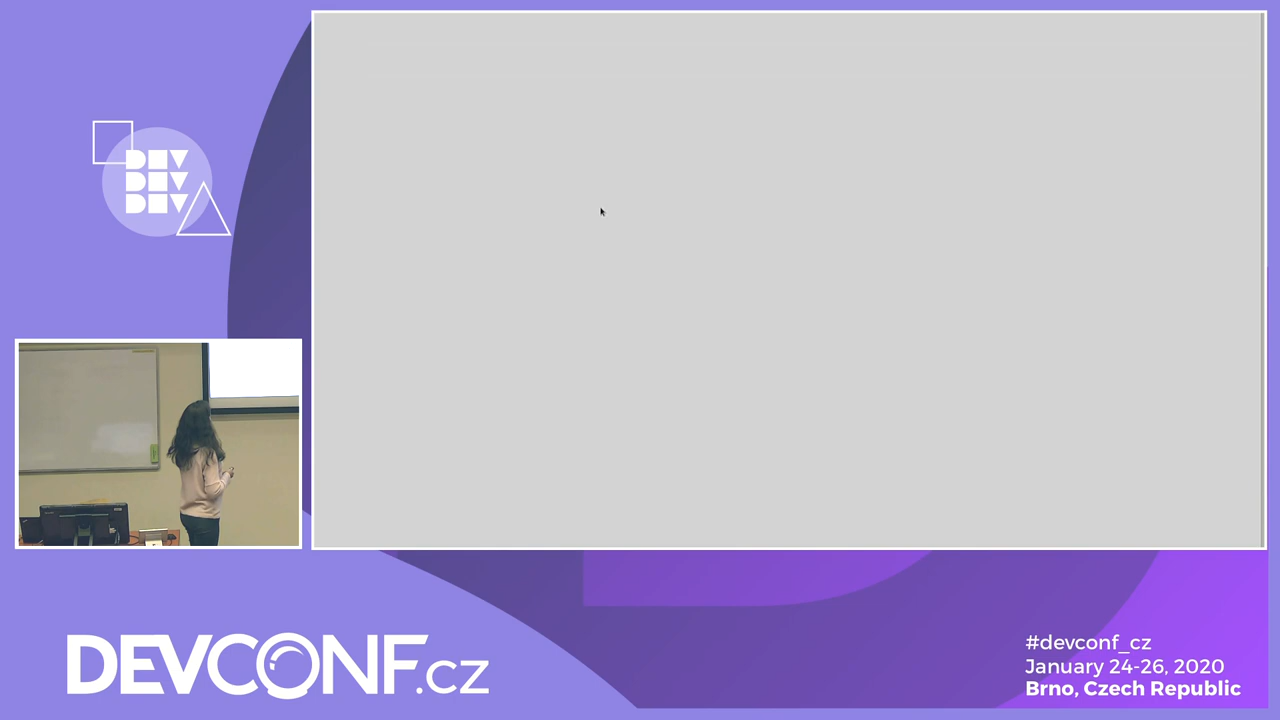 DEV
DEV
DEV
DEVCONF.cz
#devconf_cz
January 24-26, 2020
Brno, Czech Republic